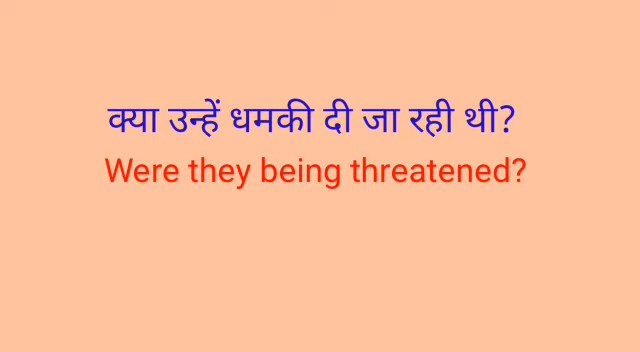 क्या उन्हें धमकी दी जा रही थी?
Were they being threatened?